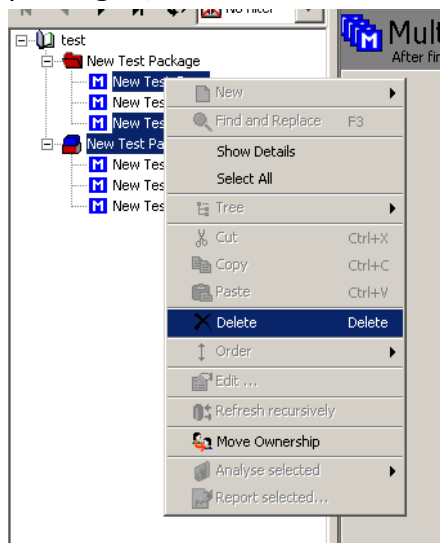 No filter
Mult
After fir
test
New Test Package
New Test
New Tes
New Tes
New Test Pa
New Tes
New Tes
New Tes
New
Find and Replace F3
Show Details
Select All
Tree
Cut Ctrl+X
Copy Ctrl+C
Paste Ctrl+V
Delete Delete
Order
Edit ...
Refresh recursively
Move Ownership
Analyse selected
Report selected...